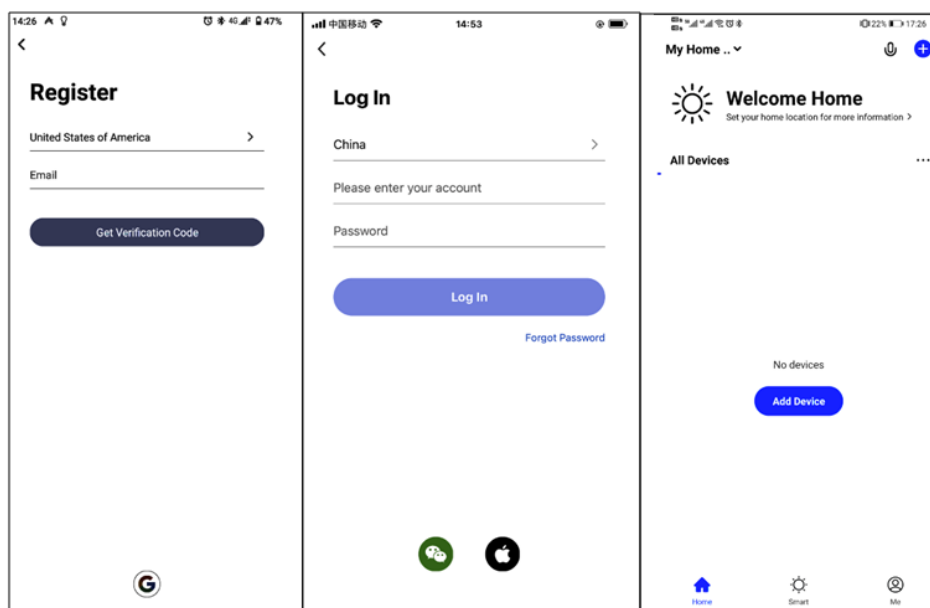 14:26
4G
47%
Register
United States of America
Email
Get Verification Code
G
中国移动
14:53
Log In
China
Please enter your account
Password
Log In
Forgot Password
22%
17:26
My Home .. 
Welcome Home
Set your home location for more information
All Devices
...
No devices
Add Device
Home
Smart
Me